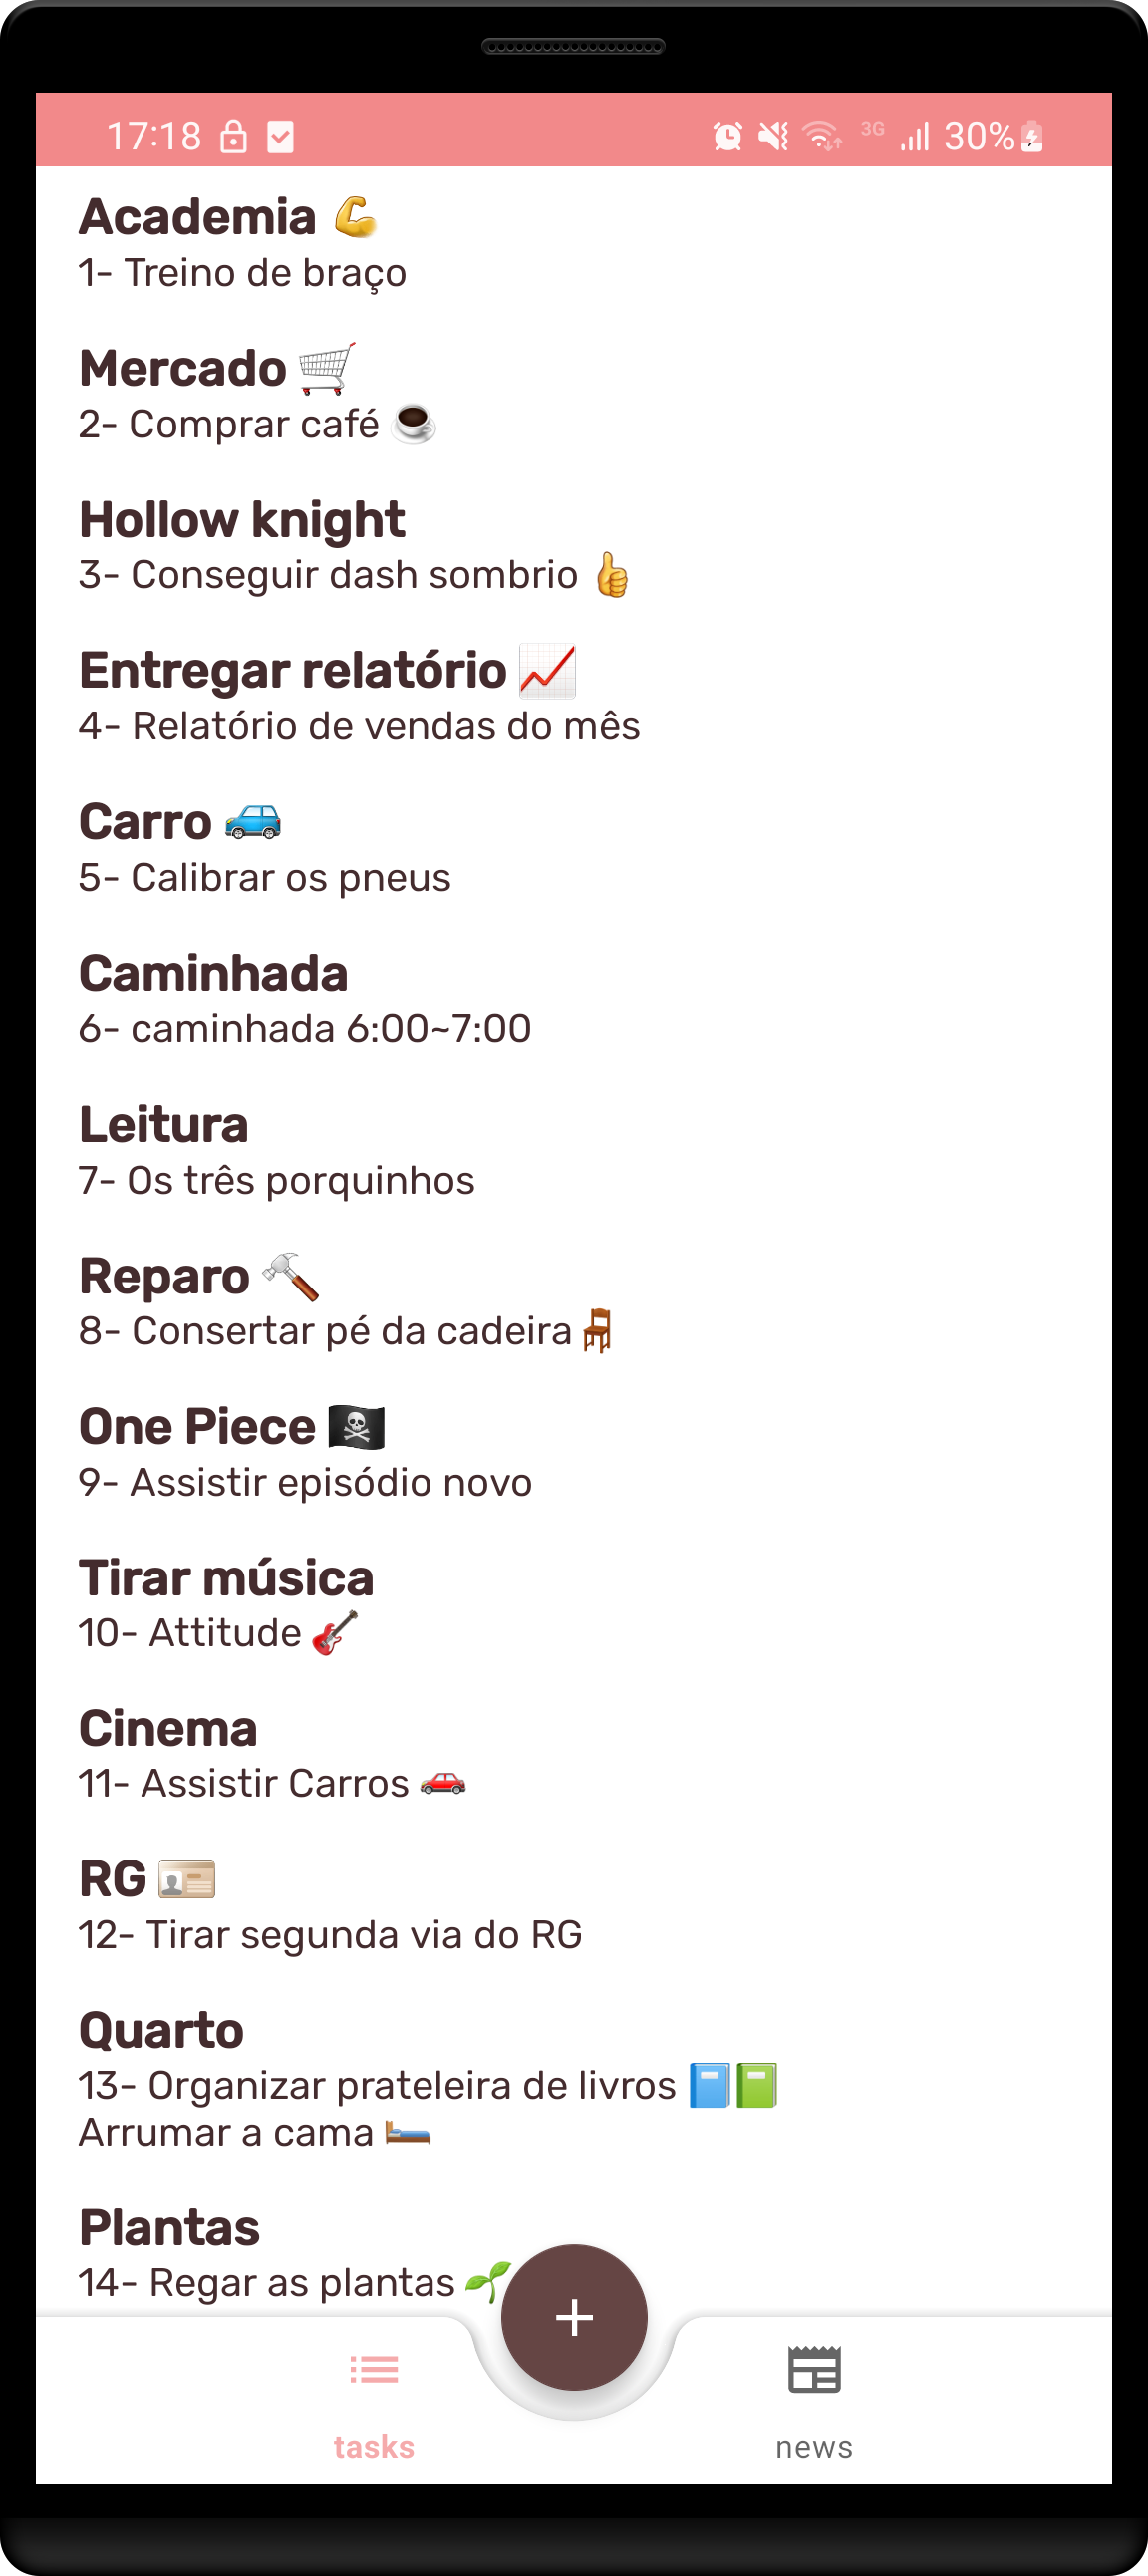 17:18 3G 30%
Academia 💪
1- Treino de braço
Mercado 🛒
2- Comprar café ☕
Hollow knight
3- Conseguir dash sombrio 👍
Entregar relatório 📈
4- Relatório de vendas do mês
Carro 🚙
5- Calibrar os pneus
Caminhada
6- caminhada 6:00~7:00
Leitura
7- Os três porquinhos
Reparo 🔨
8- Consertar pé da cadeira🪑
One Piece 🏴‍☠️
9- Assistir episódio novo
Tirar música
10- Attitude 🎸
Cinema
11- Assistir Carros 🚗
RG 🪪
12- Tirar segunda via do RG
Quarto
13- Organizar prateleira de livros 📘📗
Arrumar a cama 🛏️
Plantas
14- Regar as plantas 🌱
+
tasks news